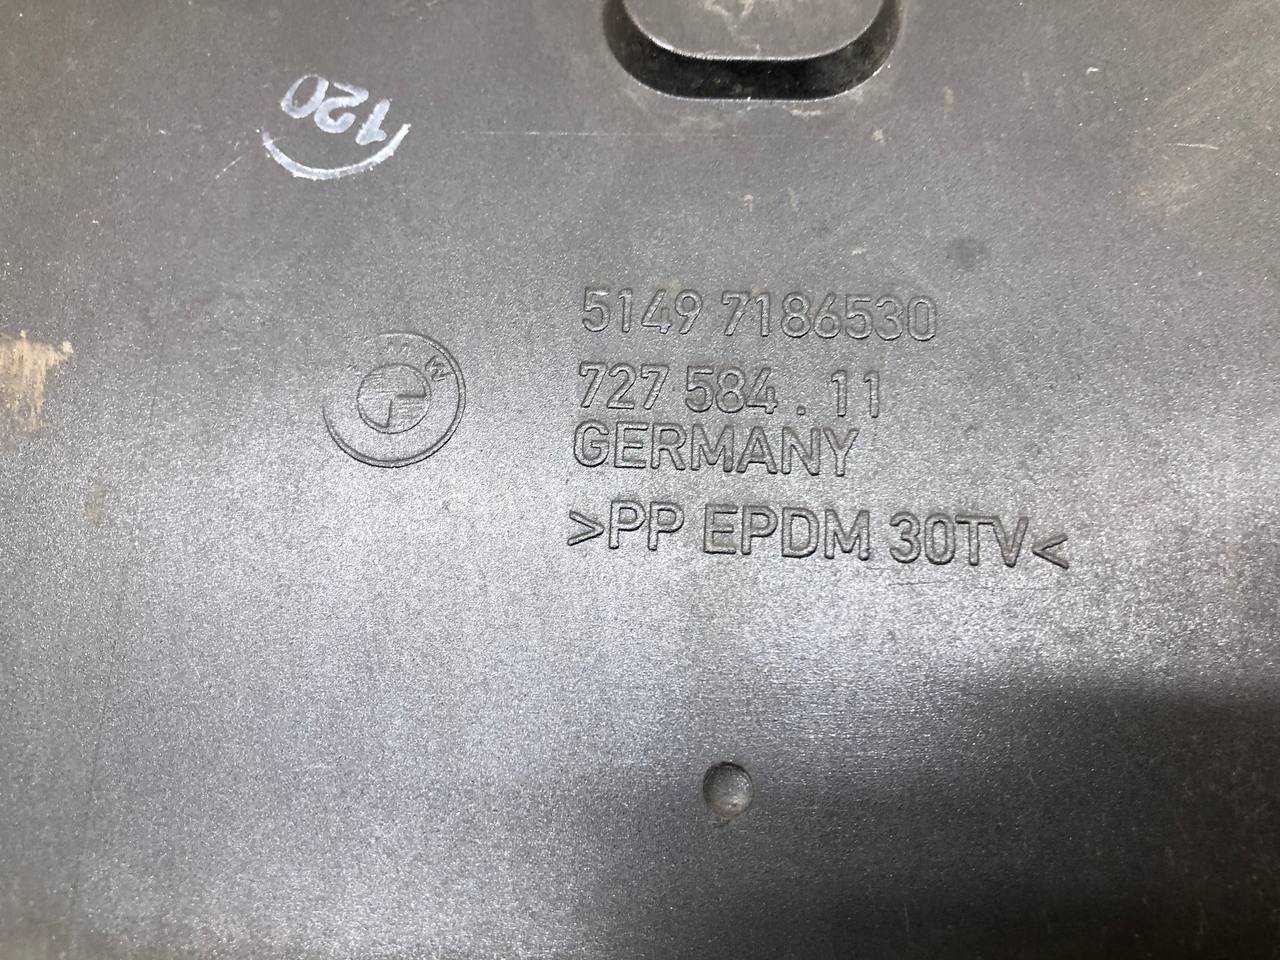 120
5149 7186530
727 584 . 11
GERMANY
>PP EPDM 30TV<